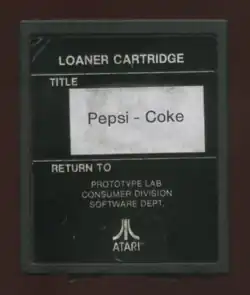 LOANER CARTRIDGE
TITLE
Pepsi - Coke
RETURN TO
PROTOTYPE LAB
CONSUMER DIVISION
SOFTWARE DEPT.
ATARI